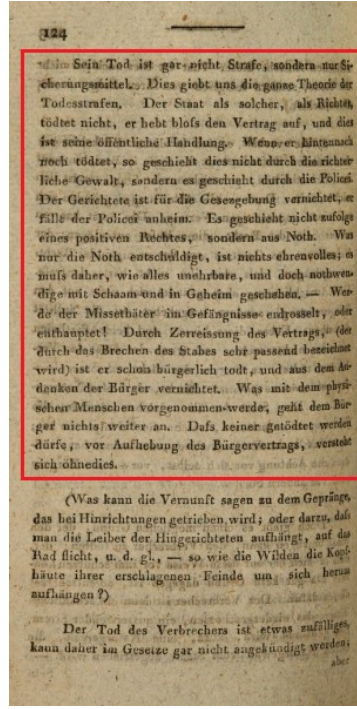 124
Sein Tod ist gar nicht Strafe, sondern nur Si-
cherungsmittel. Dies giebt uns die ganze Theorie der
Todesstrafen. Der Staat als solcher, als Richter,
tödtet nicht, er hebt blofs den Vertrag auf, und dies
ist seine öffentliche Handlung. Wenn er hintennach
noch tödtet, so geschieht dies nicht durch die richter-
liche Gewalt, sondern es geschieht durch die Policei.
Der Gerichtete ist für die Gesezgebung vernichtet, er
fällt der Policei anheim. Es geschieht nicht zufolge
eines positiven Rechtes, sondern aus Noth. Was
nur die Noth entschuldigt, ist nichts ehrenvolles; es
mufs daher, wie alles unehrbare, und doch nothwen-
dige mit Schaam und in Geheim geschehen. — Wer-
de der Missethäter im Gefängnisse erdrosselt, oder
enthauptet! Durch Zerreissung des Vertrags, (der
durch das Brechen des Stabes sehr passend bezeichnet
wird) ist er schon bürgerlich todt, und aus dem An-
denken der Bürger vernichtet. Was mit dem physi-
schen Menschen vorgenommen werde, geht dem Bür-
ger nichts weiter an. Dafs keiner getödtet werden
dürfe, vor Aufhebung des Bürgervertrags, versteht
sich ohnedies.
(Was kann die Vernunft sagen zu dem Gepränge,
das bei Hinrichtungen getrieben wird; oder darzu, dafs
man die Leiber der Hingerichteten aufhängt, auf das
Rad flicht, u. d. gl., — so wie die Wilden die Kopf-
häute ihrer erschlagenen Feinde um sich herum
aufhängen?)
Der Tod des Verbrechers ist etwas zufälliges,
kann daher im Gesetze gar nicht angekündigt werden;
aber